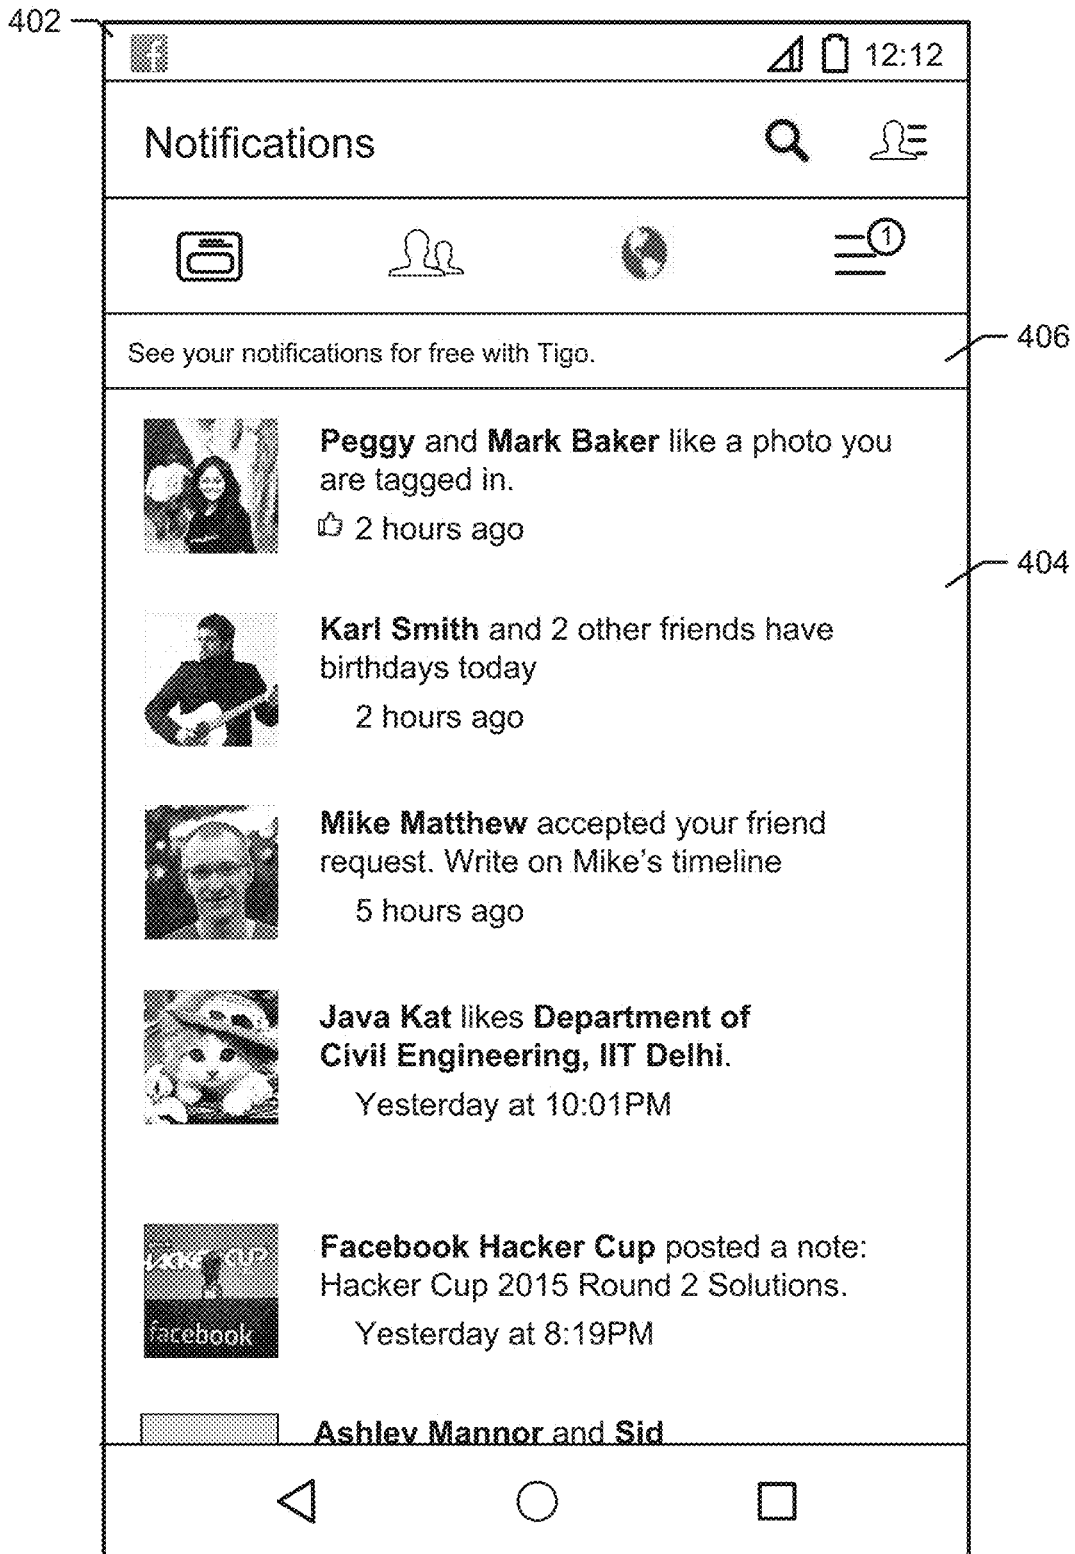 402
f
12:12
Notifications
1
See your notifications for free with Tigo.
406
Peggy and Mark Baker like a photo you
are tagged in.
2 hours ago
404
Karl Smith and 2 other friends have
birthdays today
2 hours ago
Mike Matthew accepted your friend
request. Write on Mike's timeline
5 hours ago
Java Kat likes Department of
Civil Engineering, IIT Delhi.
Yesterday at 10:01PM
CUP
facebook
Facebook Hacker Cup posted a note:
Hacker Cup 2015 Round 2 Solutions.
Yesterday at 8:19PM
Ashley Mannor and Sid